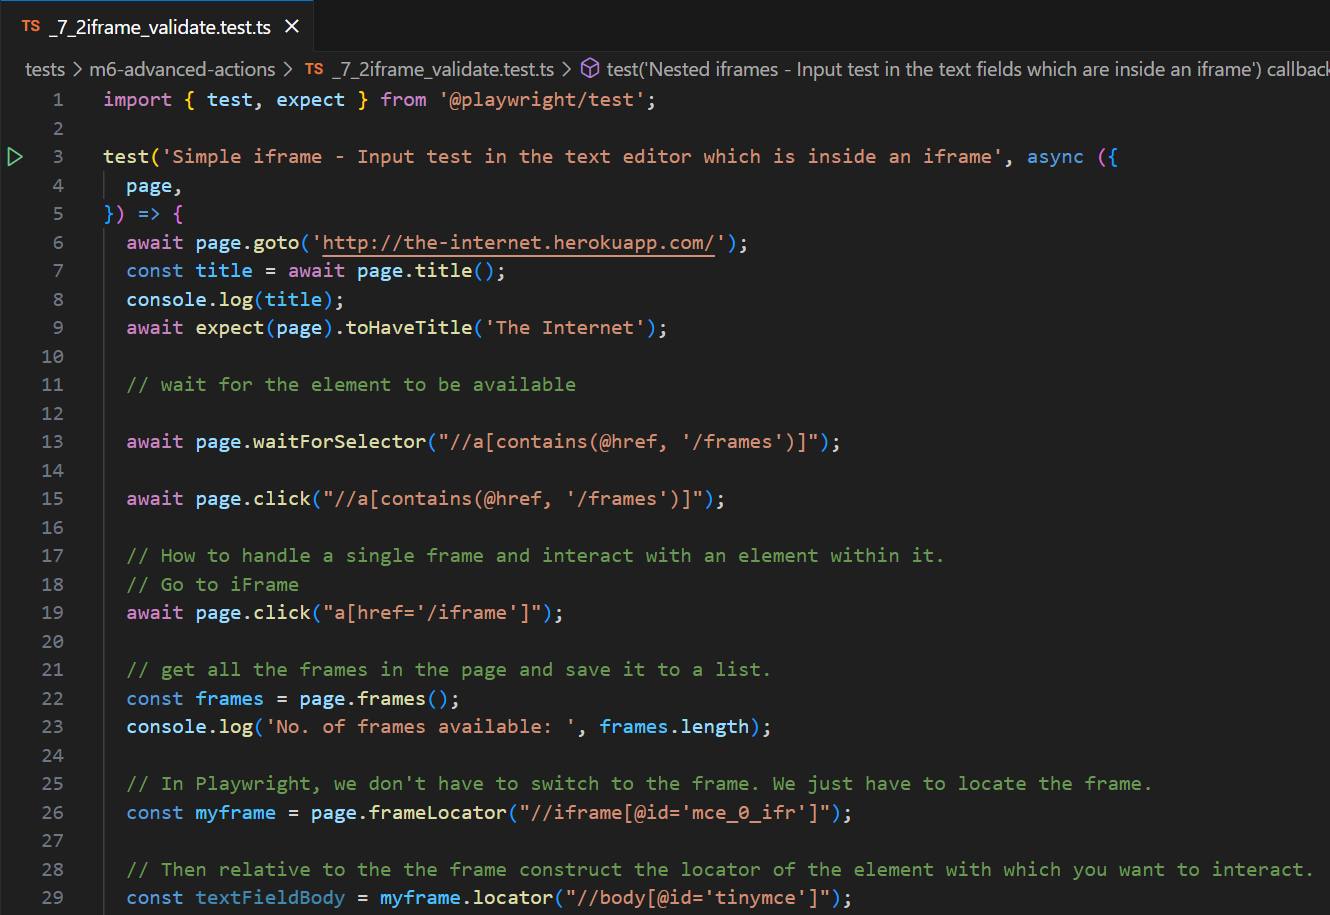 TS _7_2iframe_validate.test.ts ×
tests > m6-advanced-actions > TS _7_2iframe_validate.test.ts > test('Nested iframes - Input test in the text fields which are inside an iframe') callback
1 import { test, expect } from '@playwright/test';
2
3 test('Simple iframe - Input test in the text editor which is inside an iframe', async ({
4 page,
5 }) => {
6 await page.goto('http://the-internet.herokuapp.com/');
7 const title = await page.title();
8 console.log(title);
9 await expect(page).toHaveTitle('The Internet');
10
11 // wait for the element to be available
12
13 await page.waitForSelector("//a[contains(@href, '/frames')]");
14
15 await page.click("//a[contains(@href, '/frames')]");
16
17 // How to handle a single frame and interact with an element within it.
18 // Go to iFrame
19 await page.click("a[href='/iframe']");
20
21 // get all the frames in the page and save it to a list.
22 const frames = page.frames();
23 console.log('No. of frames available: ', frames.length);
24
25 // In Playwright, we don't have to switch to the frame. We just have to locate the frame.
26 const myframe = page.frameLocator("//iframe[@id='mce_0_ifr']");
27
28 // Then relative to the the frame construct the locator of the element with which you want to interact.
29 const textFieldBody = myframe.locator("//body[@id='tinymce']");